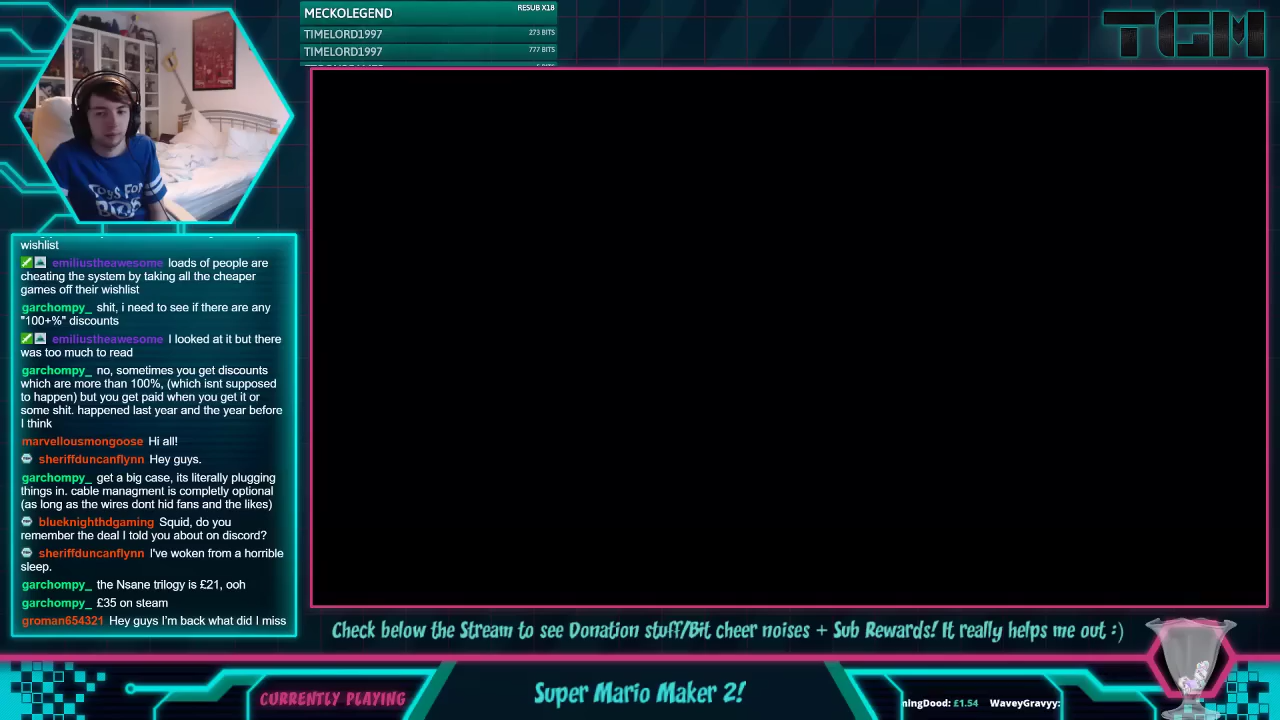 MECKOLEGEND RESUB X18
TIMELORD1997 273 BITS
TIMELORD1997 777 BITS
TGM
wishlist
emiliustheawesome loads of people are
cheating the system by taking all the cheaper
games off their wishlist
garchompy_ shit, i need to see if there are any
"100+%" discounts
emiliustheawesome I looked at it but there
was too much to read
garchompy_ no, sometimes you get discounts
which are more than 100%, (which isnt supposed
to happen) but you get paid when you get it or
some shit. happened last year and the year before
I think
marvellousmongoose Hi all!
sheriffduncanflynn Hey guys.
garchompy_ get a big case, its literally plugging
things in. cable managment is completly optional
(as long as the wires dont hid fans and the likes)
blueknighthdgaming Squid, do you
remember the deal I told you about on discord?
sheriffduncanflynn I've woken from a horrible
sleep.
garchompy_ the Nsane trilogy is £21, ooh
garchompy_ £35 on steam
groman654321 Hey guys I'm back what did I miss
Check below the Stream to see Donation stuff/Bit cheer noises + Sub Rewards! It really helps me out :)
CURRENTLY PLAYING
Super Mario Maker 2!
ningDood: £1.54 WaveyGravyy: